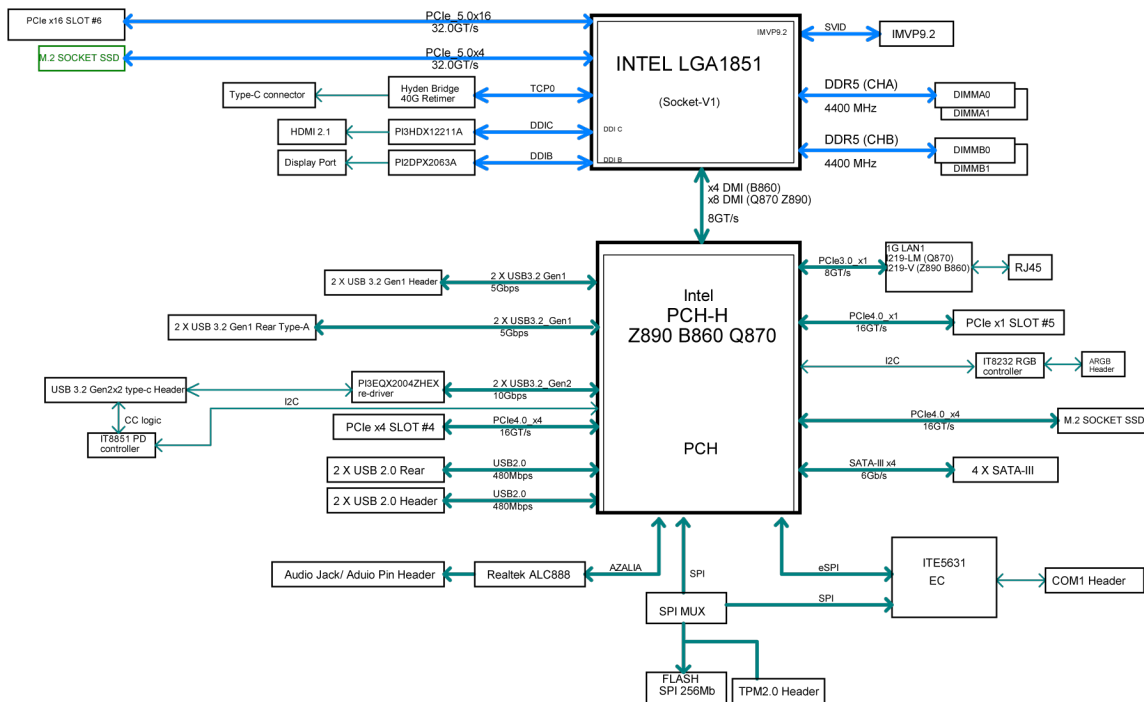 PCIe x16 SLOT #6
PCIe_5.0x16
32.0GT/s
M.2 SOCKET SSD
PCIe_5.0x4
32.0GT/s
IMVP9.2
INTEL LGA1851
(Socket-V1)
SVID
IMVP9.2
Type-C connector
Hyden Bridge
40G Retimer
TCP0
DDR5 (CHA)
4400 MHz
DIMMA0
DIMMA1
HDMI 2.1
PI3HDX12211A
DDIC
DDI C
Display Port
PI2DPX2063A
DDIB
DDI B
DDR5 (CHB)
4400 MHz
DIMMB0
DIMMB1
x4 DMI (B860)
x8 DMI (Q870 Z890)
8GT/s
Intel
PCH-H
Z890 B860 Q870
PCH
2 X USB 3.2 Gen1 Header
2 X USB3.2 Gen1
5Gbps
PCIe3.0_x1
8GT/s
1G LAN1
I219-LM (Q870)
I219-V (Z890 B860)
RJ45
2 X USB 3.2 Gen1 Rear Type-A
2 X USB3.2_Gen1
5Gbps
PCIe4.0_x1
16GT/s
PCIe x1 SLOT #5
I2C
IT8232 RGB
controller
ARGB
Header
USB 3.2 Gen2x2 type-c Header
PI3EQX2004ZHEX
re-driver
2 X USB3.2_Gen2
10Gbps
I2C
CC logic
IT8851 PD
controller
PCIe x4 SLOT #4
PCIe4.0_x4
16GT/s
PCIe4.0_x4
16GT/s
M.2 SOCKET SSD
2 X USB 2.0 Rear
USB2.0
480Mbps
SATA-III x4
6Gb/s
4 X SATA-III
2 X USB 2.0 Header
USB2.0
480Mbps
Audio Jack/ Aduio Pin Header
Realtek ALC888
AZALIA
SPI
eSPI
ITE5631
EC
COM1 Header
SPI MUX
SPI
FLASH
SPI 256Mb
TPM2.0 Header